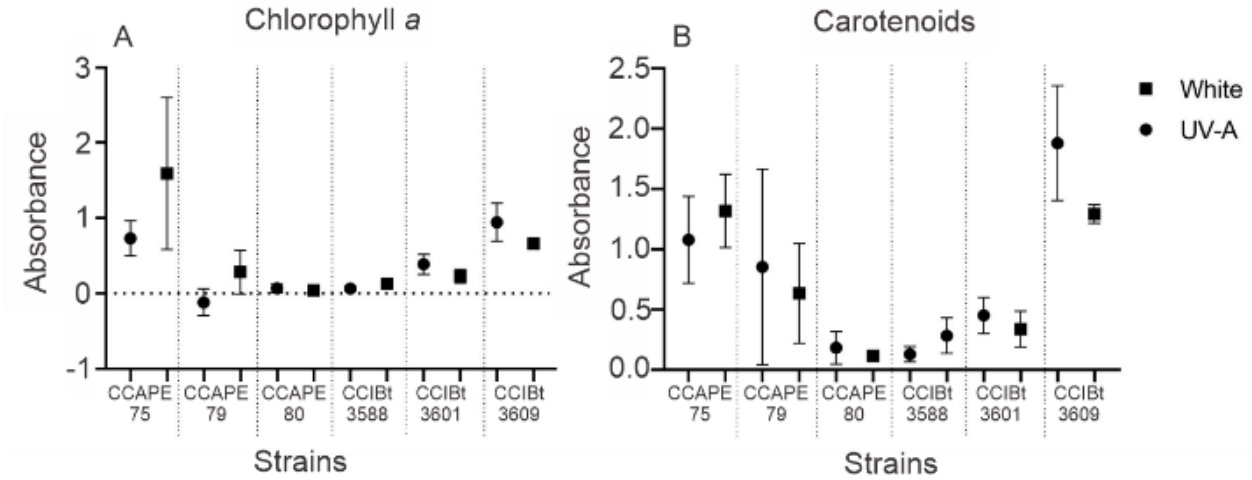 Chlorophyll a
A
Absorbance
3
2
1
0
-1
CCAPE
75
CCAPE
79
CCAPE
80
CCIBt
3588
CCIBt
3601
CCIBt
3609
Strains
Carotenoids
B
Absorbance
2.5
2.0
1.5
1.0
0.5
0.0
CCAPE
75
CCAPE
79
CCAPE
80
CCIBt
3588
CCIBt
3601
CCIBt
3609
Strains
White
UV-A